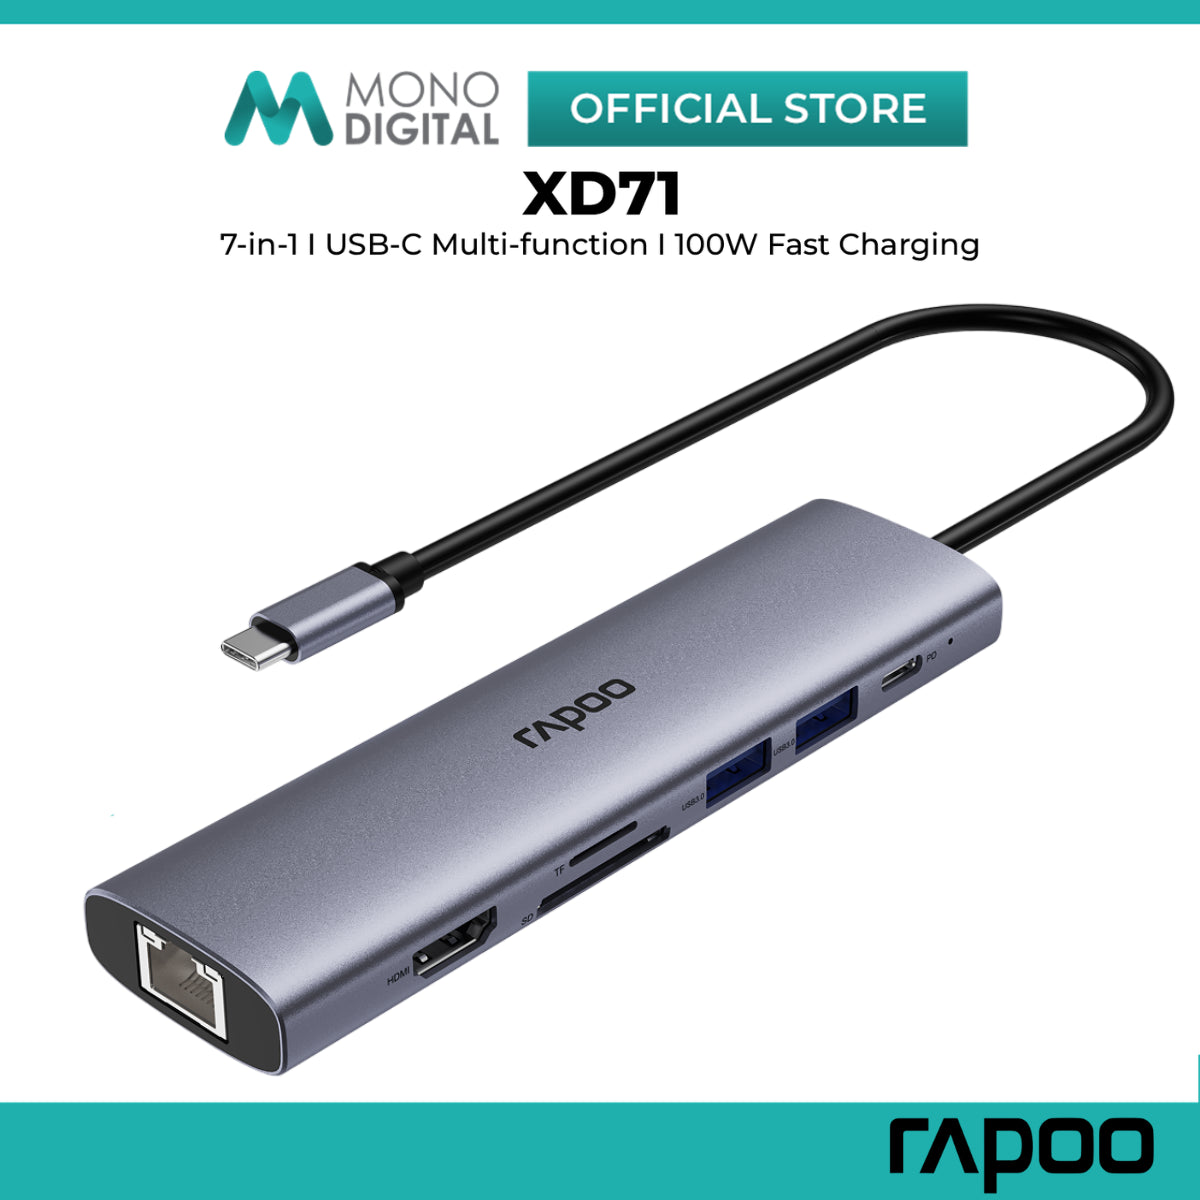 MONO
DIGITAL
OFFICIAL STORE
XD71
7-in-1 I USB-C Multi-function I 100W Fast Charging
rapoo
PD
USB3.0
USB3.0
TF
SD
HDMI
rapoo